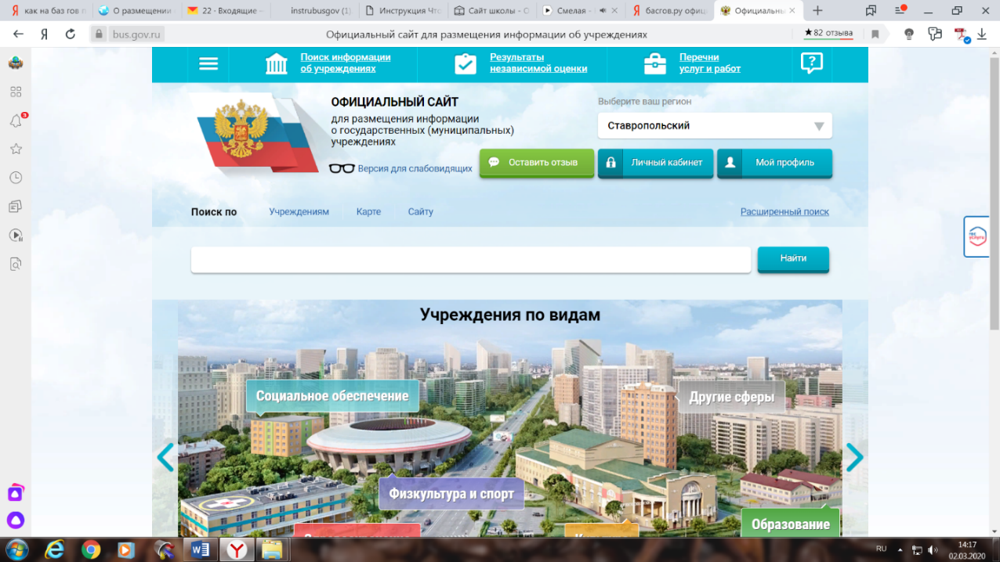 как на баз гов г
О размещении
22 · Входящие –
instrubusgov (1).
Инструкция Что
Сайт школы - О
Смелая -
басгов.ру офиц
Официальны
bus.gov.ru
Официальный сайт для размещения информации об учреждениях
★82 отзыва
Поиск информации
об учреждениях
Результаты
независимой оценки
Перечни
услуг и работ
ОФИЦИАЛЬНЫЙ САЙТ
для размещения информации
о государственных (муниципальных)
учреждениях
Версия для слабовидящих
Выберите ваш регион
Ставропольский
Оставить отзыв
Личный кабинет
Мой профиль
Поиск по
Учреждениям
Карте
Сайту
Расширенный поиск
Найти
гос
услуги
Учреждения по видам
Социальное обеспечение
Другие сферы
Физкультура и спорт
Образование
RU
14:17
02.03.2020